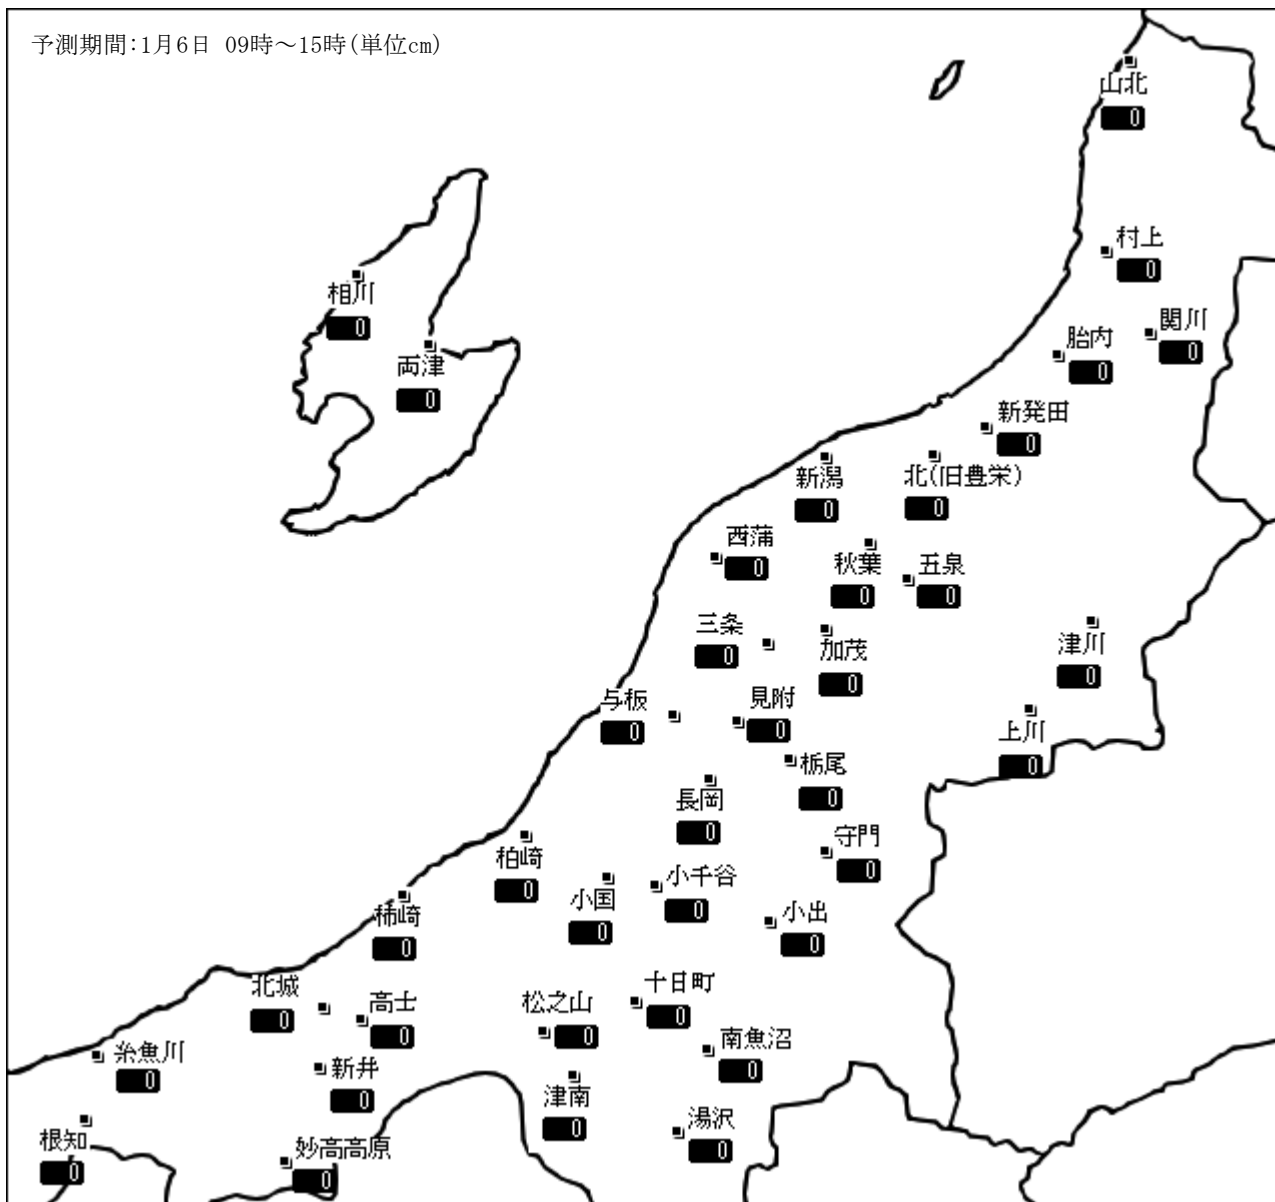 予測期間:1月6日 09時～15時(単位cm)
山北
0
村上
0
相川
0
関川
0
胎内
0
両津
0
新発田
0
新潟
0
北(旧豊栄)
0
西蒲
0
秋葉
0
五泉
0
三条
0
加茂
0
津川
0
与板
0
見附
0
上川
0
栃尾
0
長岡
0
守門
0
柏崎
0
小国
0
小千谷
0
小出
0
柿崎
0
北城
0
高士
0
松之山
0
十日町
0
南魚沼
0
糸魚川
0
新井
0
津南
0
湯沢
0
根知
0
妙高高原
0